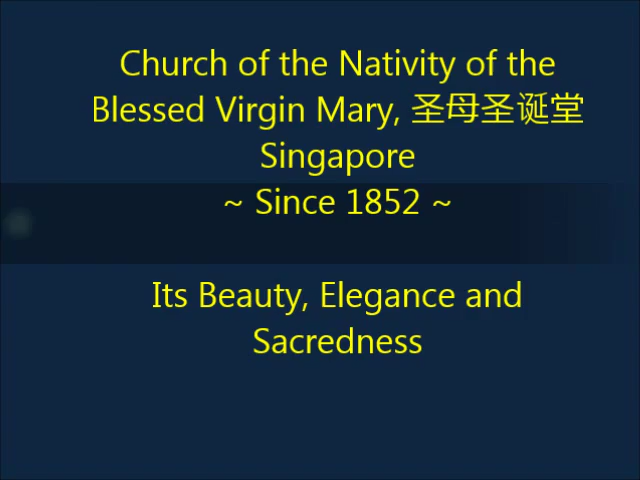 Church of the Nativity of the
Blessed Virgin Mary, 圣母圣诞堂
Singapore
~ Since 1852 ~
Its Beauty, Elegance and
Sacredness